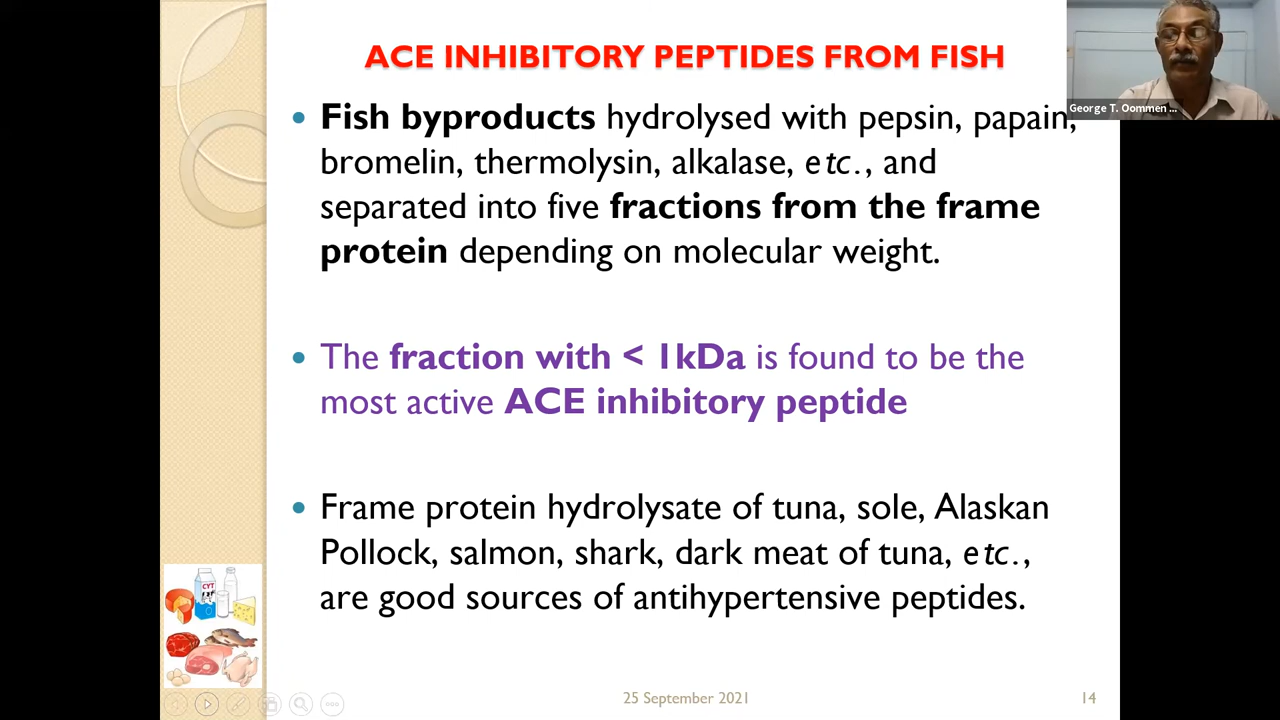 ACE INHIBITORY PEPTIDES FROM FISH
George T. Oommen ...
• Fish byproducts hydrolysed with pepsin, papain,
bromelin, thermolysin, alkalase, etc., and
separated into five fractions from the frame
protein depending on molecular weight.
• The fraction with < 1kDa is found to be the
most active ACE inhibitory peptide
• Frame protein hydrolysate of tuna, sole, Alaskan
Pollock, salmon, shark, dark meat of tuna, etc.,
are good sources of antihypertensive peptides.
CYT
25 September 2021
14